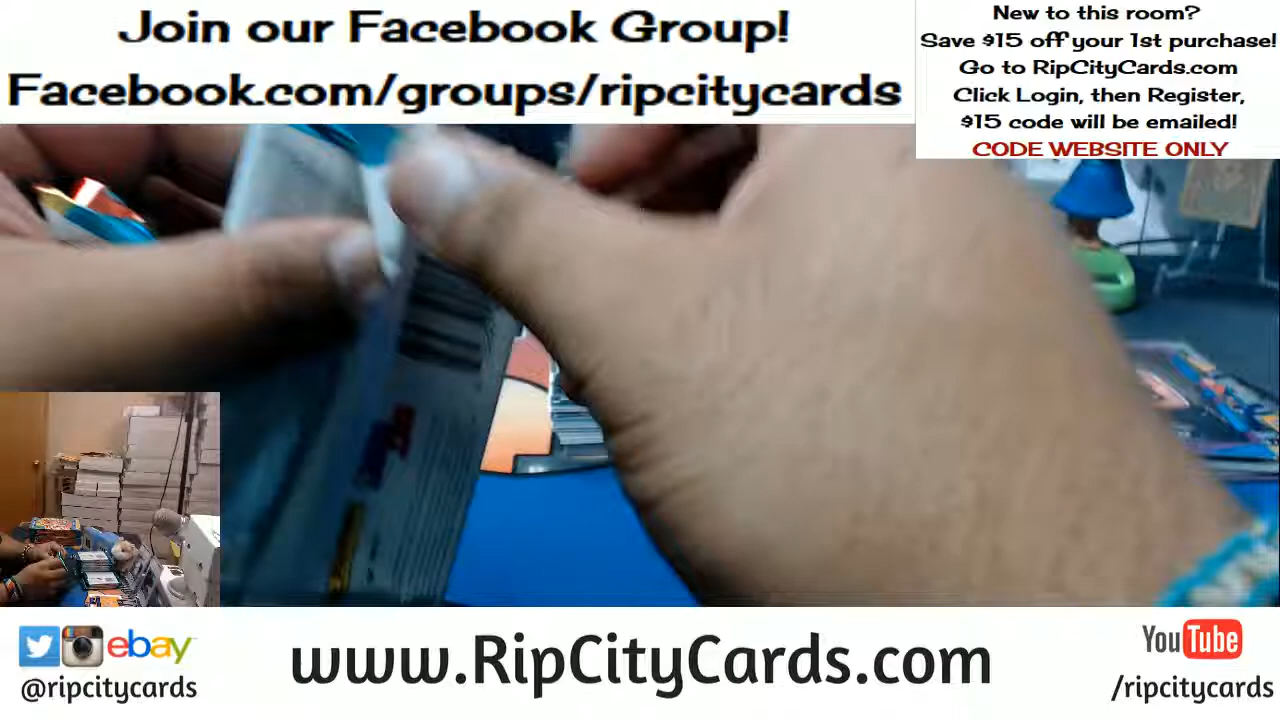 Join our Facebook Group!
Facebook.com/groups/ripcitycards
New to this room?
Save $15 off your 1st purchase!
Go to RipCityCards.com
Click Login, then Register,
$15 code will be emailed!
CODE WEBSITE ONLY
ebay
@ripcitycards
www.RipCityCards.com
YouTube
/ripcitycards